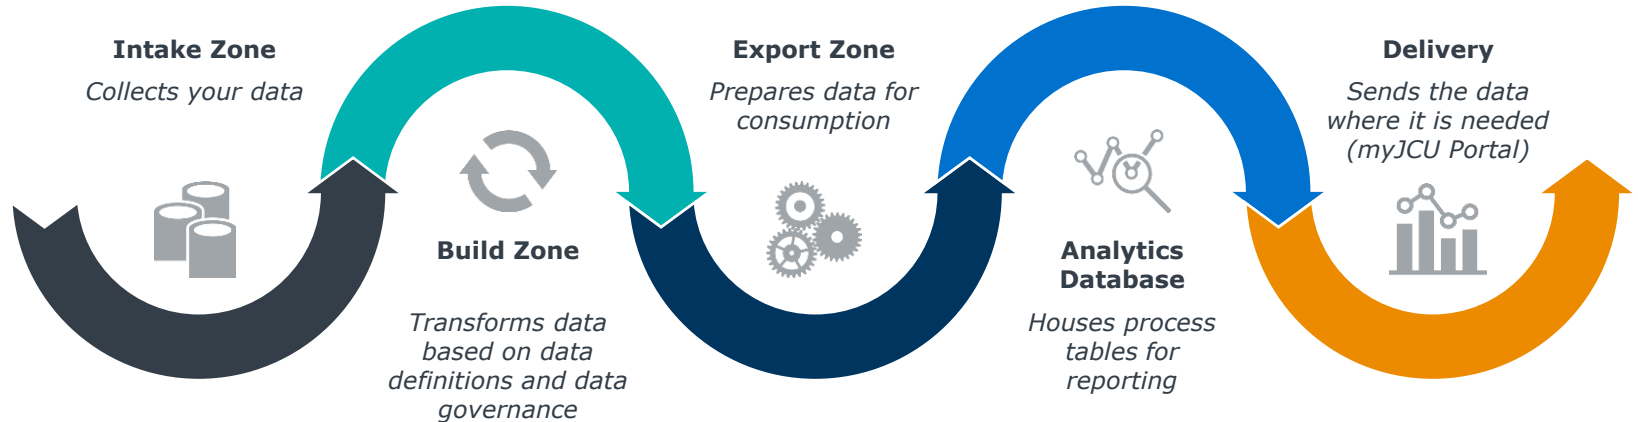 Intake Zone
Collects your data
Build Zone
Transforms data
based on data
definitions and data
governance
Export Zone
Prepares data for
consumption
Analytics
Database
Houses process
tables for
reporting
Delivery
Sends the data
where it is needed
(myJCU Portal)